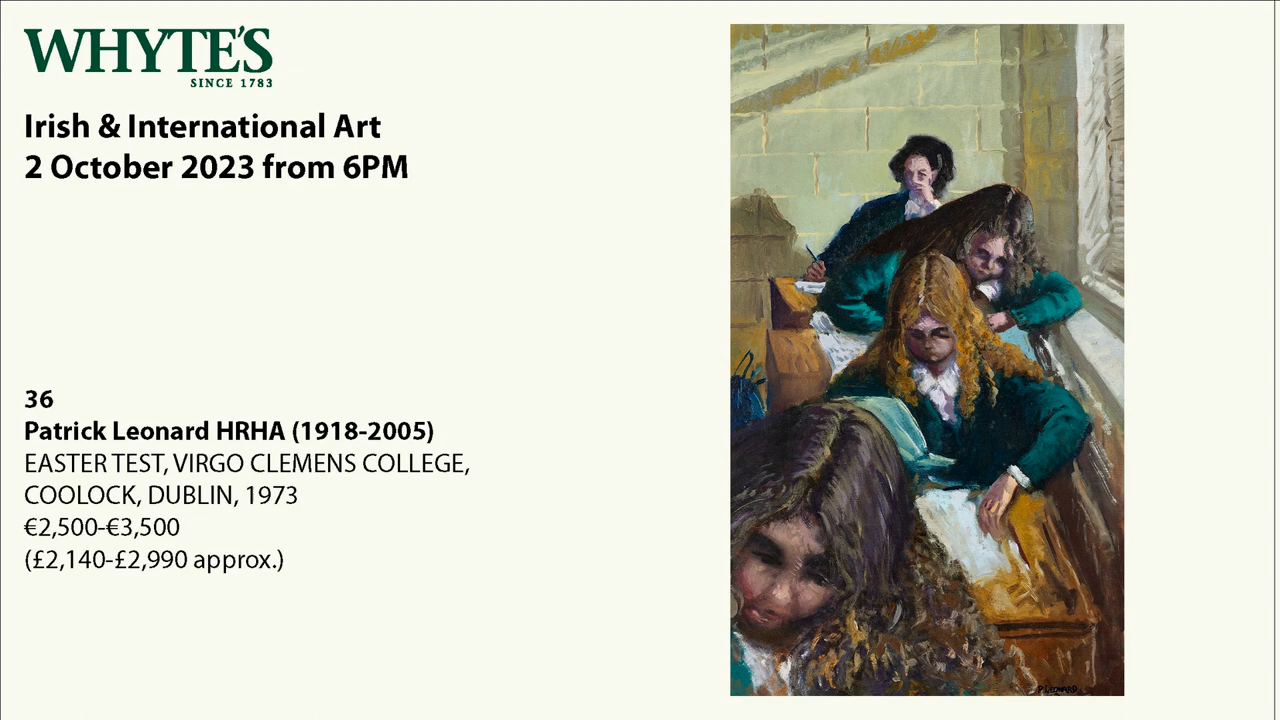 WHYTE'S
SINCE 1783
Irish & International Art
2 October 2023 from 6PM
36
Patrick Leonard HRHA (1918-2005)
EASTER TEST, VIRGO CLEMENS COLLEGE,
COOLOCK, DUBLIN, 1973
€2,500-€3,500
(£2,140-£2,990 approx.)
P. LEONARD